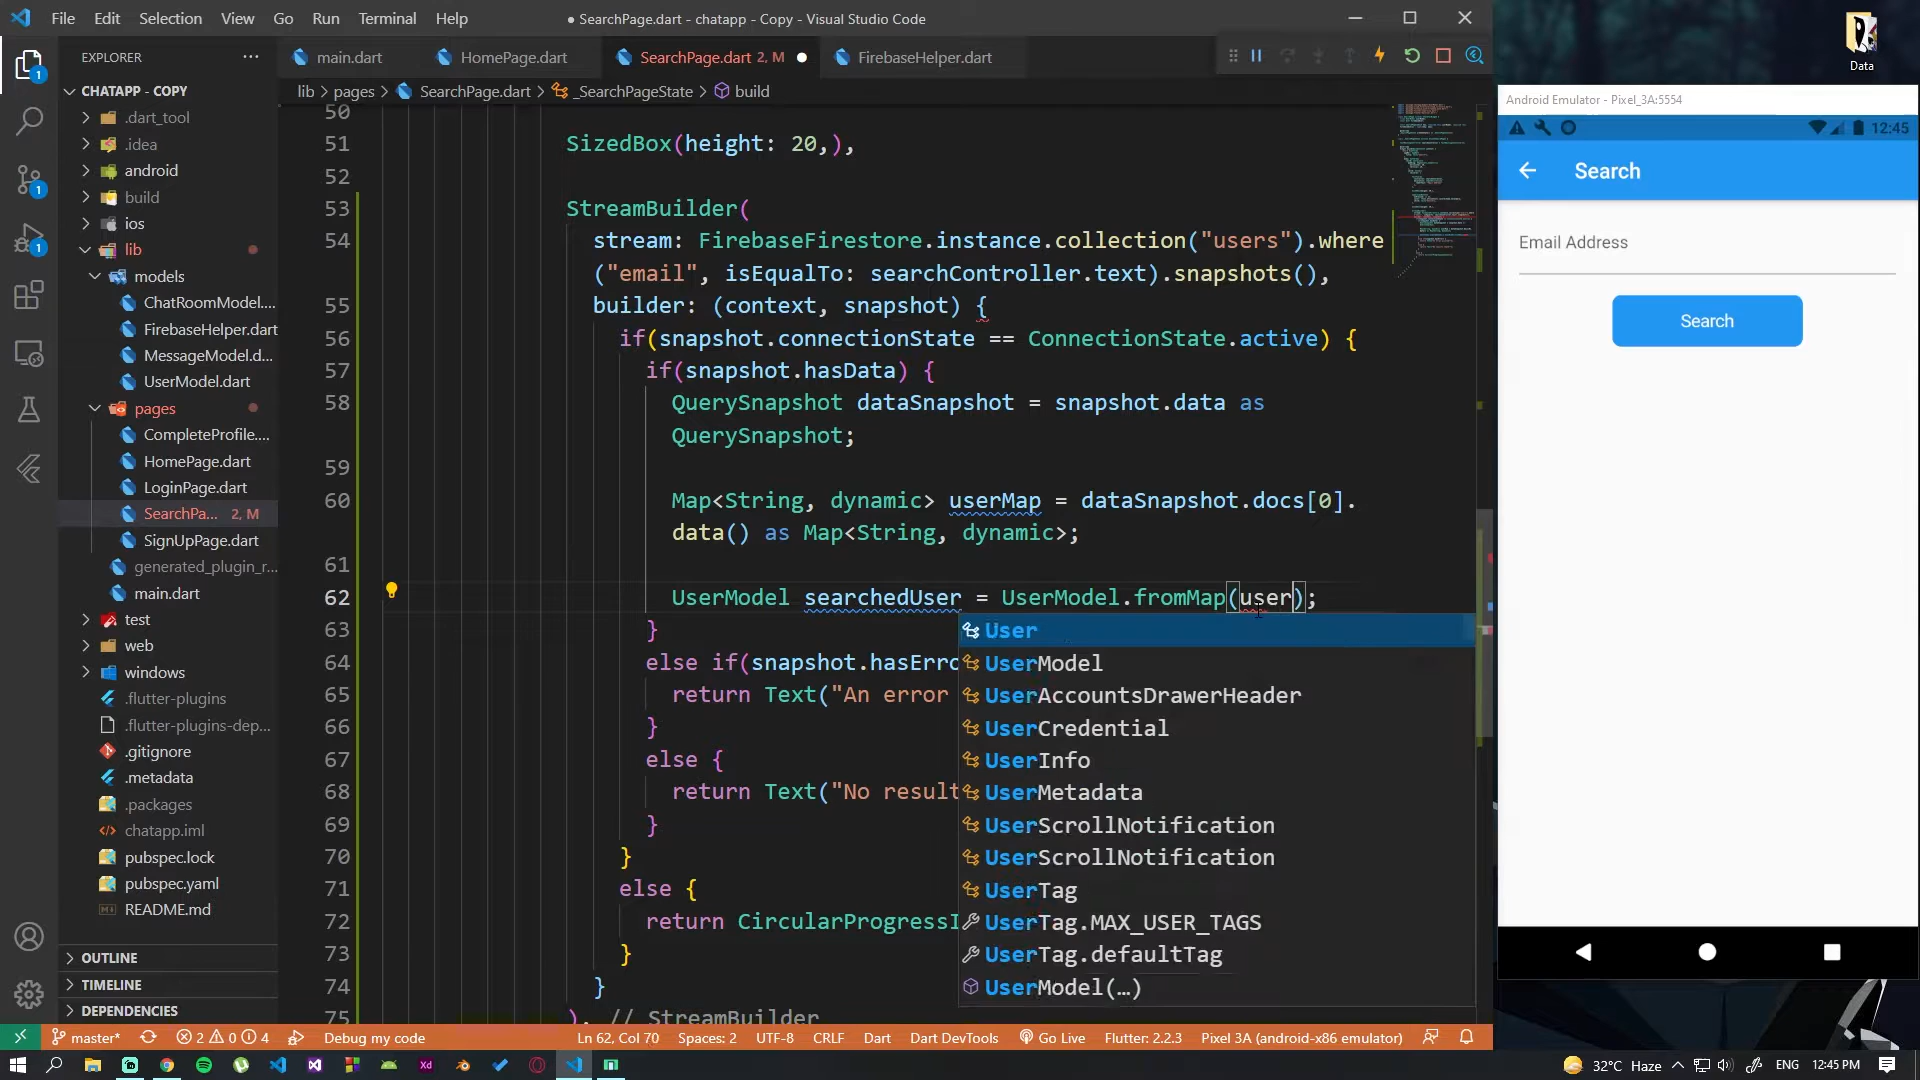 File Edit Selection View Go Run Terminal Help
● SearchPage.dart - chatapp - Copy - Visual Studio Code
Data
EXPLORER
main.dart
HomePage.dart
SearchPage.dart 2, M
FirebaseHelper.dart
CHATAPP - COPY
lib > pages > SearchPage.dart > _SearchPageState > build
.dart_tool
.idea
android
build
ios
lib
models
ChatRoomModel....
FirebaseHelper.dart
MessageModel.d...
UserModel.dart
pages
CompleteProfile....
HomePage.dart
LoginPage.dart
SearchPa... 2, M
SignUpPage.dart
generated_plugin_r...
main.dart
test
web
windows
.flutter-plugins
.flutter-plugins-dep...
.gitignore
.metadata
.packages
chatapp.iml
pubspec.lock
pubspec.yaml
README.md
OUTLINE
TIMELINE
DEPENDENCIES
50
51 SizedBox(height: 20,),
52
53 StreamBuilder(
54 stream: FirebaseFirestore.instance.collection("users").where
("email", isEqualTo: searchController.text).snapshots(),
55 builder: (context, snapshot) {
56 if(snapshot.connectionState == ConnectionState.active) {
57 if(snapshot.hasData) {
58 QuerySnapshot dataSnapshot = snapshot.data as
QuerySnapshot;
59
60 Map<String, dynamic> userMap = dataSnapshot.docs[0].
data() as Map<String, dynamic>;
61
62 UserModel searchedUser = UserModel.fromMap(user);
63 }
64 else if(snapshot.hasErro
65 return Text("An error
66 }
67 else {
68 return Text("No result
69 }
70 }
71 else {
72 return CircularProgressI
73 }
74 }
75 ), // StreamBuilder
User
UserModel
UserAccountsDrawerHeader
UserCredential
UserInfo
UserMetadata
UserScrollNotification
UserScrollNotification
UserTag
UserTag.MAX_USER_TAGS
UserTag.defaultTag
UserModel(…)
Android Emulator - Pixel_3A:5554
12:45
Search
Email Address
Search
master* 2 0 4 Debug my code Ln 62, Col 70 Spaces: 2 UTF-8 CRLF Dart Dart DevTools Go Live Flutter: 2.2.3 Pixel 3A (android-x86 emulator)
32°C Haze ENG 12:45 PM